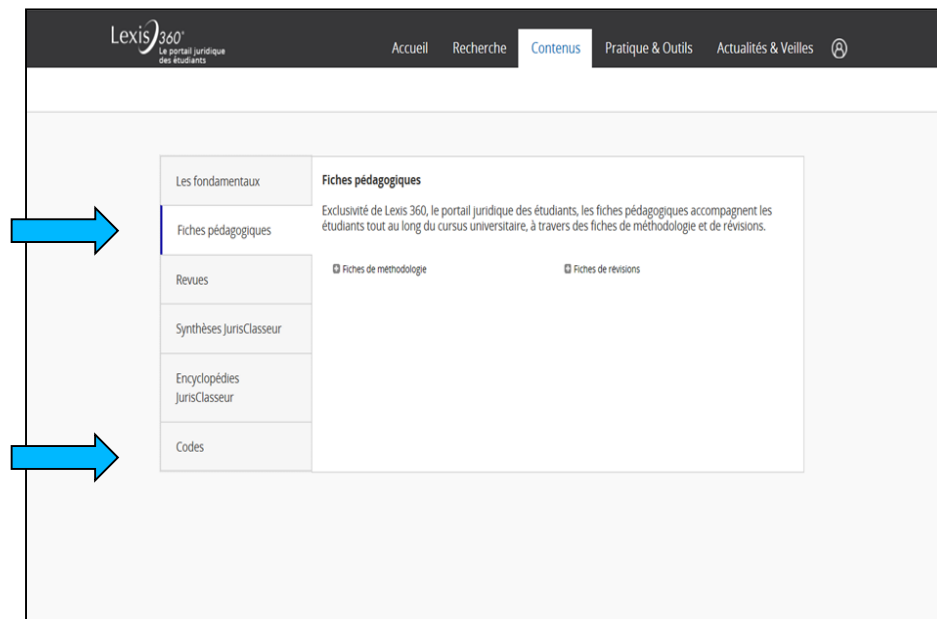 Lexis 360°
Le portail juridique
des étudiants
Accueil Recherche Contenus Pratique & Outils Actualités & Veilles
Les fondamentaux
Fiches pédagogiques
Revues
Synthèses JurisClasseur
Encyclopédies
JurisClasseur
Codes
Fiches pédagogiques
Exclusivité de Lexis 360, le portail juridique des étudiants, les fiches pédagogiques accompagnent les
étudiants tout au long du cursus universitaire, à travers des fiches de méthodologie et de révisions.
Fiches de méthodologie Fiches de révisions